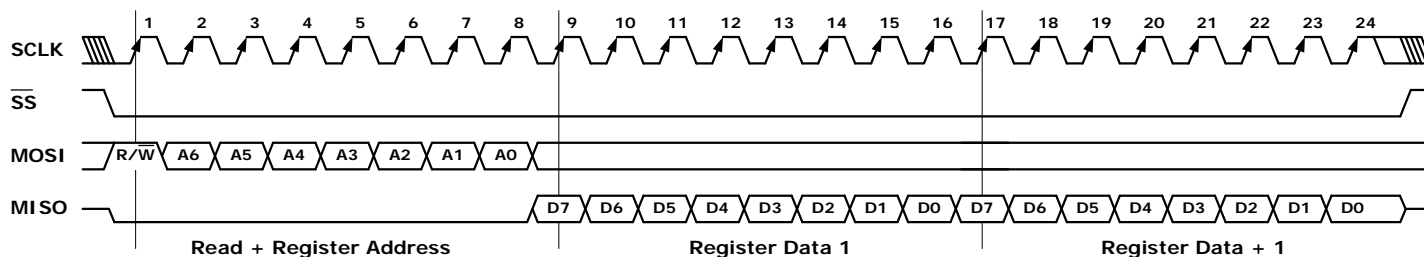 1 2 3 4 5 6 7 8 9 10 11 12 13 14 15 16 17 18 19 20 21 22 23 24
SCLK
SS
MOSI R/W A6 A5 A4 A3 A2 A1 A0
MISO D7 D6 D5 D4 D3 D2 D1 D0 D7 D6 D5 D4 D3 D2 D1 D0
Read + Register Address Register Data 1 Register Data + 1